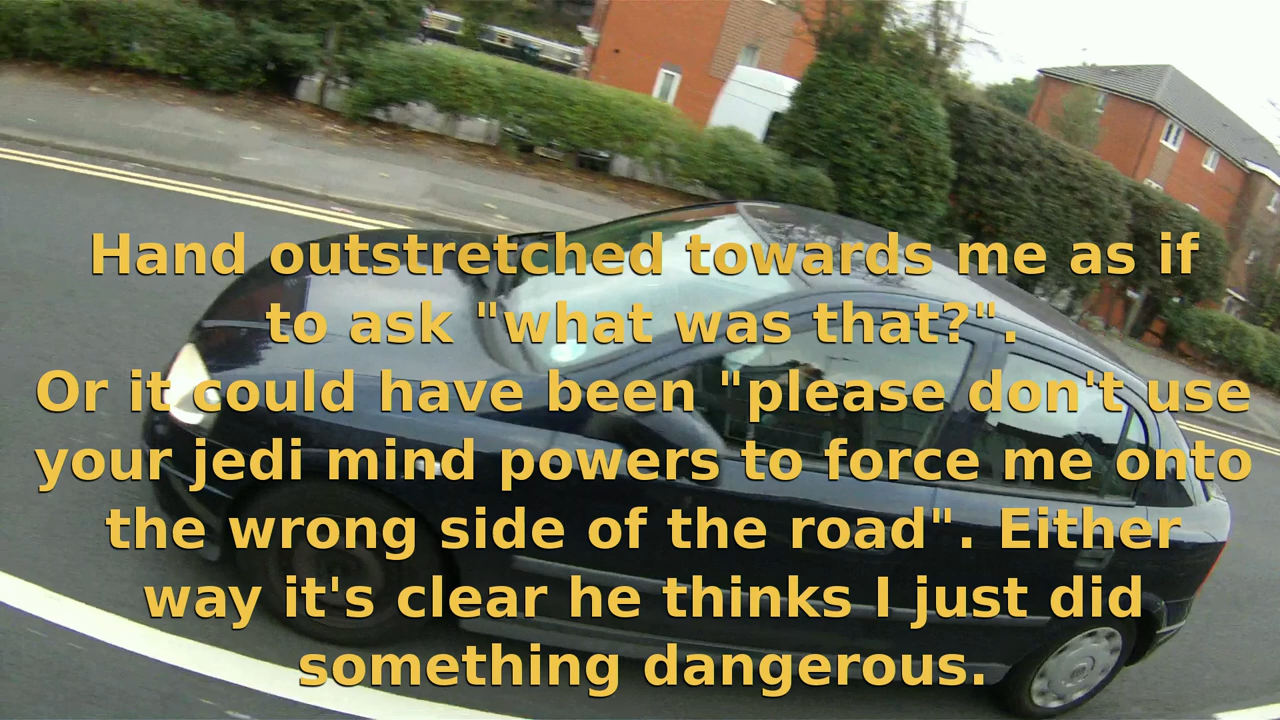 Hand outstretched towards me as if
to ask "what was that?".
Or it could have been "please don't use
your jedi mind powers to force me onto
the wrong side of the road". Either
way it's clear he thinks I just did
something dangerous.